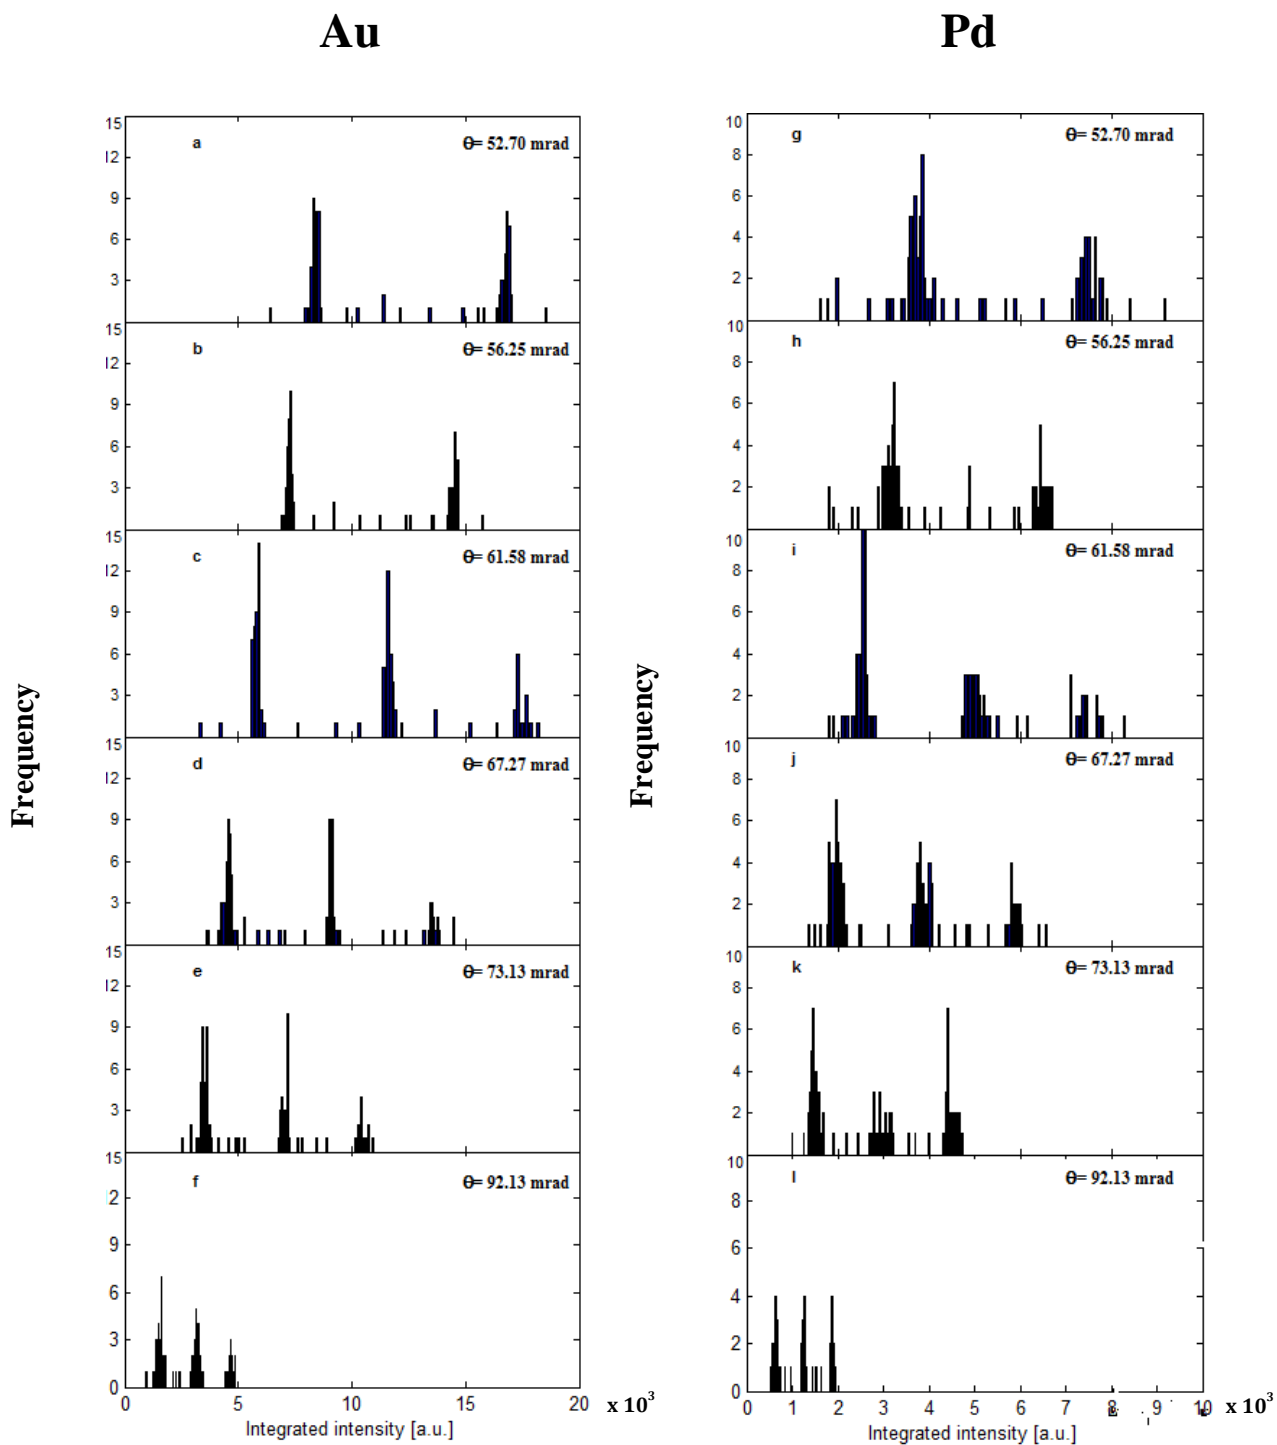 Au
Pd
Frequency
15
12
9
6
3
a
Ө= 52.70 mrad
15
12
9
6
3
b
Ө= 56.25 mrad
15
12
9
6
3
c
Ө= 61.58 mrad
15
12
9
6
3
d
Ө= 67.27 mrad
15
12
9
6
3
e
Ө= 73.13 mrad
15
12
9
6
3
0
f
Ө= 92.13 mrad
0 5 10 15 20 x 10³
Integrated intensity [a.u.]
Frequency
10
8
6
4
2
g
Ө= 52.70 mrad
10
8
6
4
2
h
Ө= 56.25 mrad
10
8
6
4
2
i
Ө= 61.58 mrad
10
8
6
4
2
j
Ө= 67.27 mrad
10
8
6
4
2
k
Ө= 73.13 mrad
10
8
6
4
2
0
l
Ө= 92.13 mrad
0 1 2 3 4 5 6 7 8 9 10 x 10³
Integrated intensity [a.u.]